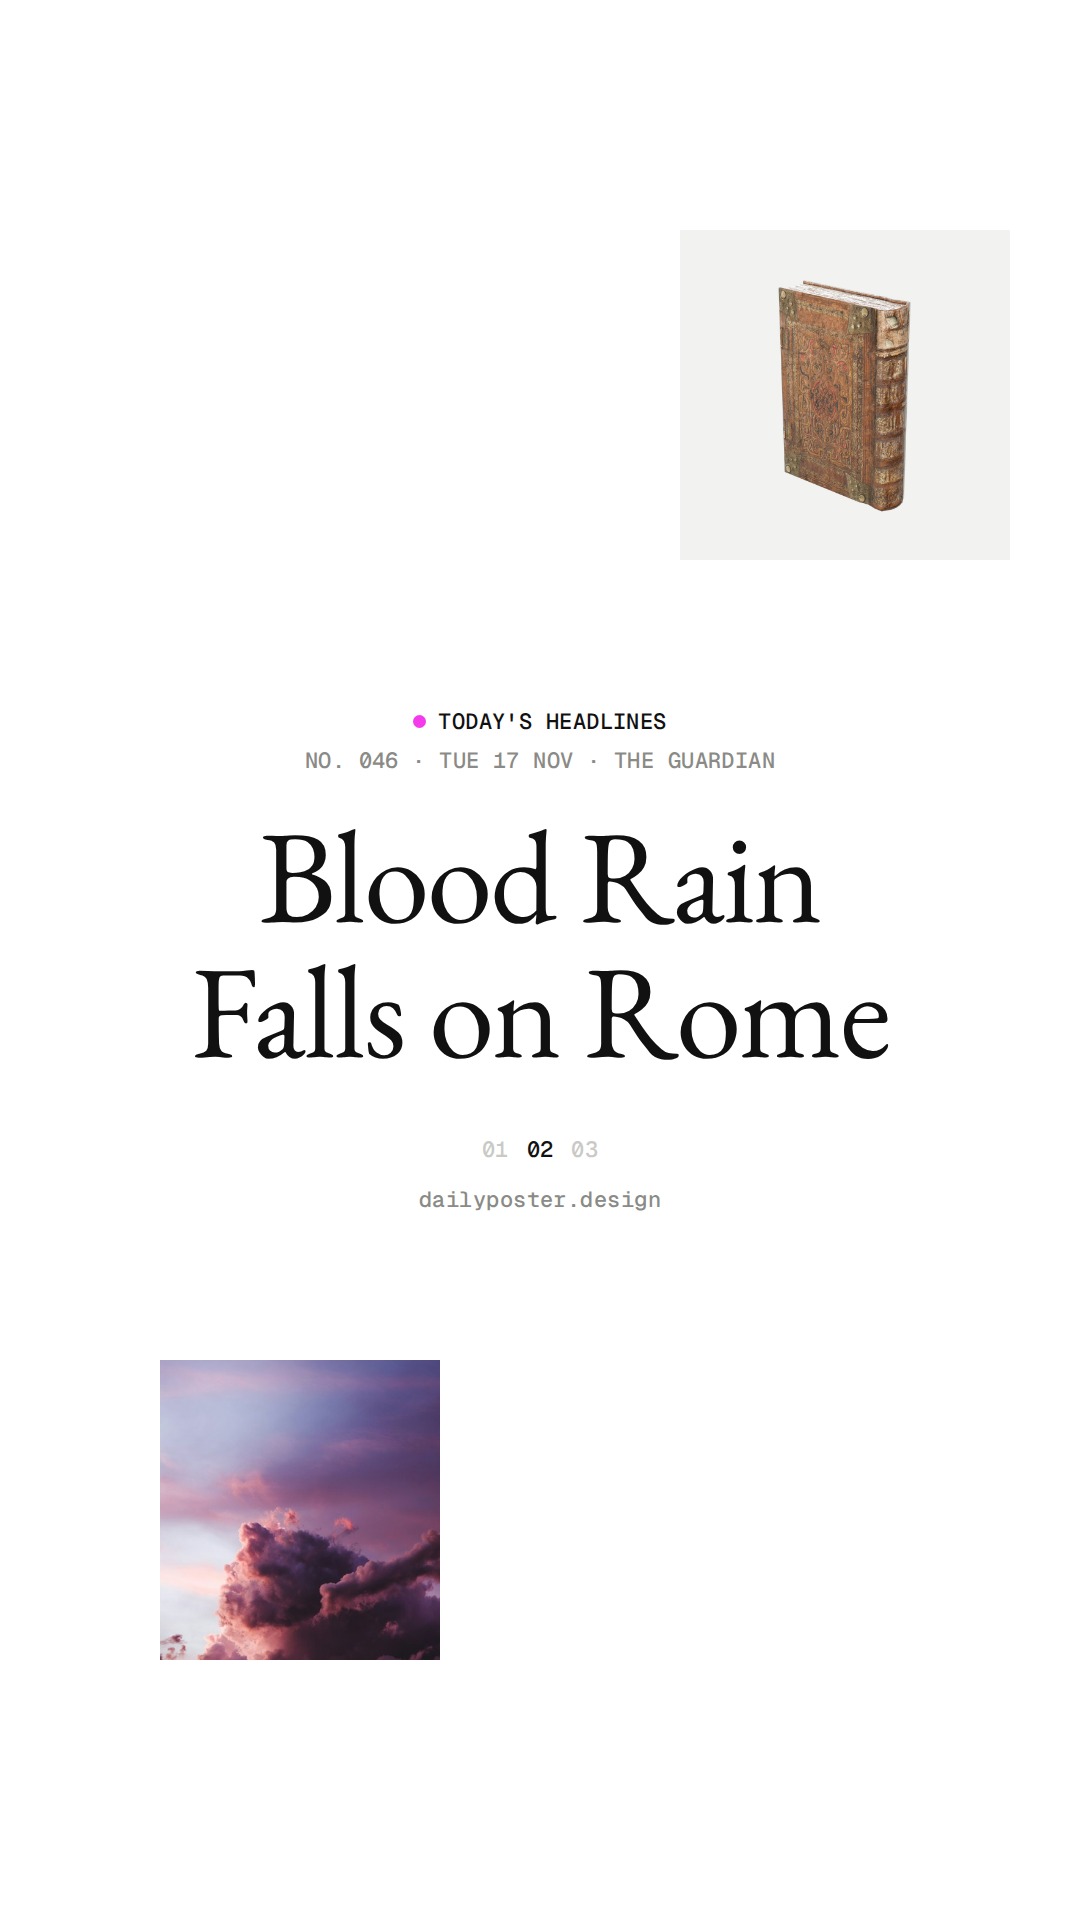 TODAY'S HEADLINES
NO. 046 · TUE 17 NOV · THE GUARDIAN
Blood Rain
Falls on Rome
01 02 03
dailyposter.design